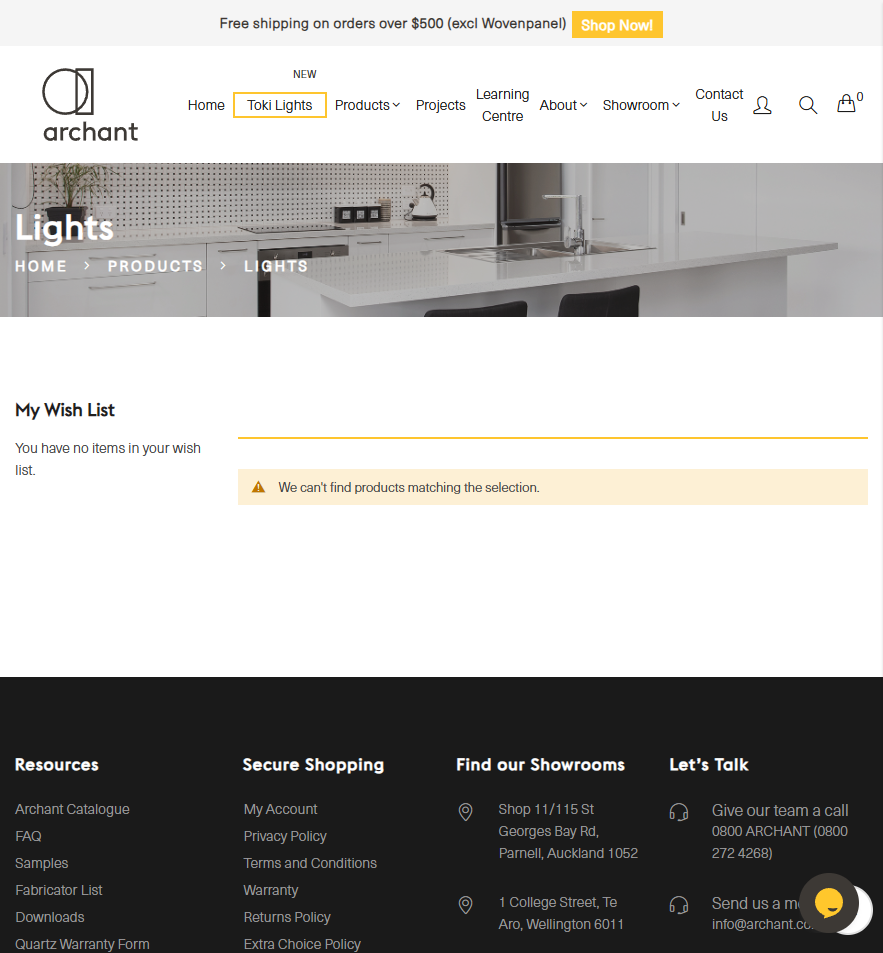 Free shipping on orders over $500 (excl Wovenpanel) Shop Now!
archant
NEW
Home Toki Lights Products Projects Learning Centre About Showroom Contact Us 0
Lights
HOME > PRODUCTS > LIGHTS
My Wish List
You have no items in your wish
list.
We can't find products matching the selection.
Resources
Archant Catalogue
FAQ
Samples
Fabricator List
Downloads
Quartz Warranty Form
Secure Shopping
My Account
Privacy Policy
Terms and Conditions
Warranty
Returns Policy
Extra Choice Policy
Find our Showrooms
Shop 11/115 St
Georges Bay Rd,
Parnell, Auckland 1052
1 College Street, Te
Aro, Wellington 6011
Let's Talk
Give our team a call
0800 ARCHANT (0800
272 4268)
Send us a
info@archant.co